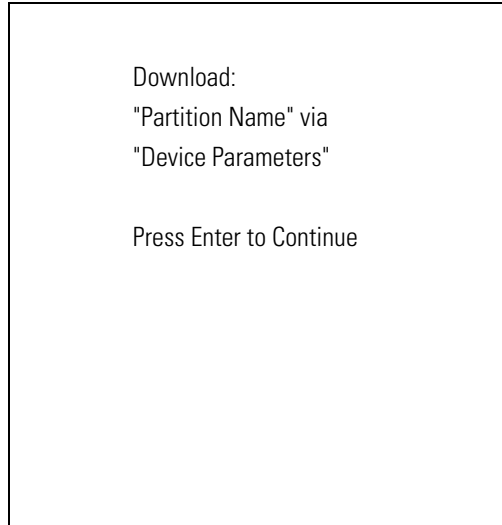 Download:
"Partition Name" via
"Device Parameters"
Press Enter to Continue